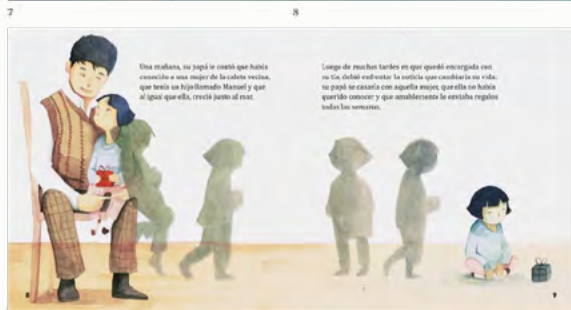 7
8
Una mañana, su papá le contó que había
conocido a una mujer de la caleta vecina,
que tenía un hijo llamado Manuel y que
al igual que ella, creció junto al mar.
Luego de muchas tardes en que quedó encargada con
su tía, debió enfrentar la noticia que cambiaría su vida:
su papá se casaría con aquella mujer, que ella no había
querido conocer y que amablemente le enviaba regalos
todas las semanas.
8
9